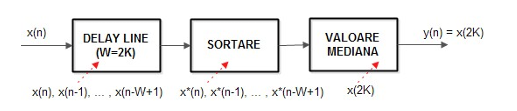 x(n)
DELAY LINE
(W=2K)
SORTARE
VALOARE
MEDIANA
y(n) = x(2K)
x(n), x(n-1), ... , x(n-W+1)
x*(n), x*(n-1), ... , x*(n-W+1)
x(2K)